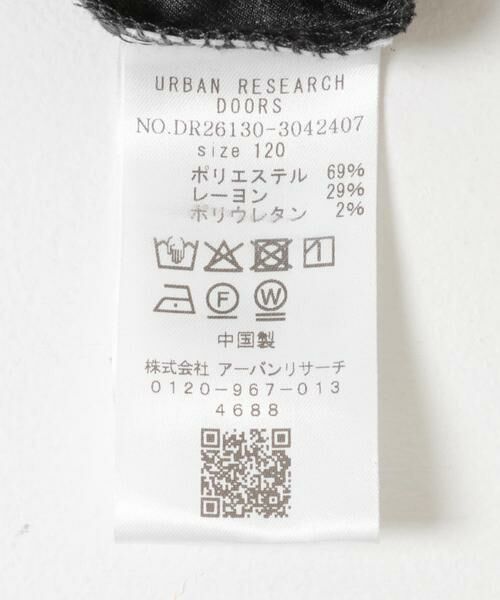 URBAN RESEARCH
DOORS
NO.DR26130-3042407
size 120
ポリエステル 69%
レーヨン 29%
ポリウレタン 2%
F W
中国製
株式会社 アーバンリサーチ
0120-967-013
4688